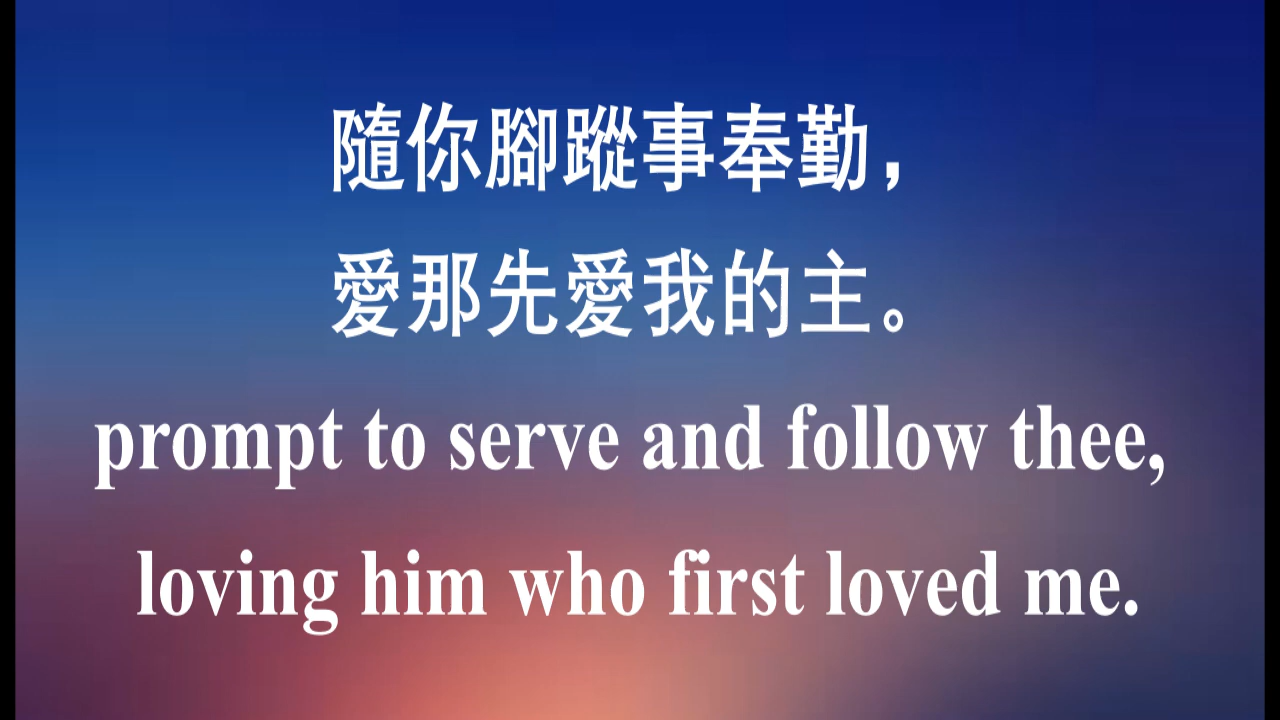 隨你腳蹤事奉勤，
愛那先愛我的主。
prompt to serve and follow thee,
loving him who first loved me.